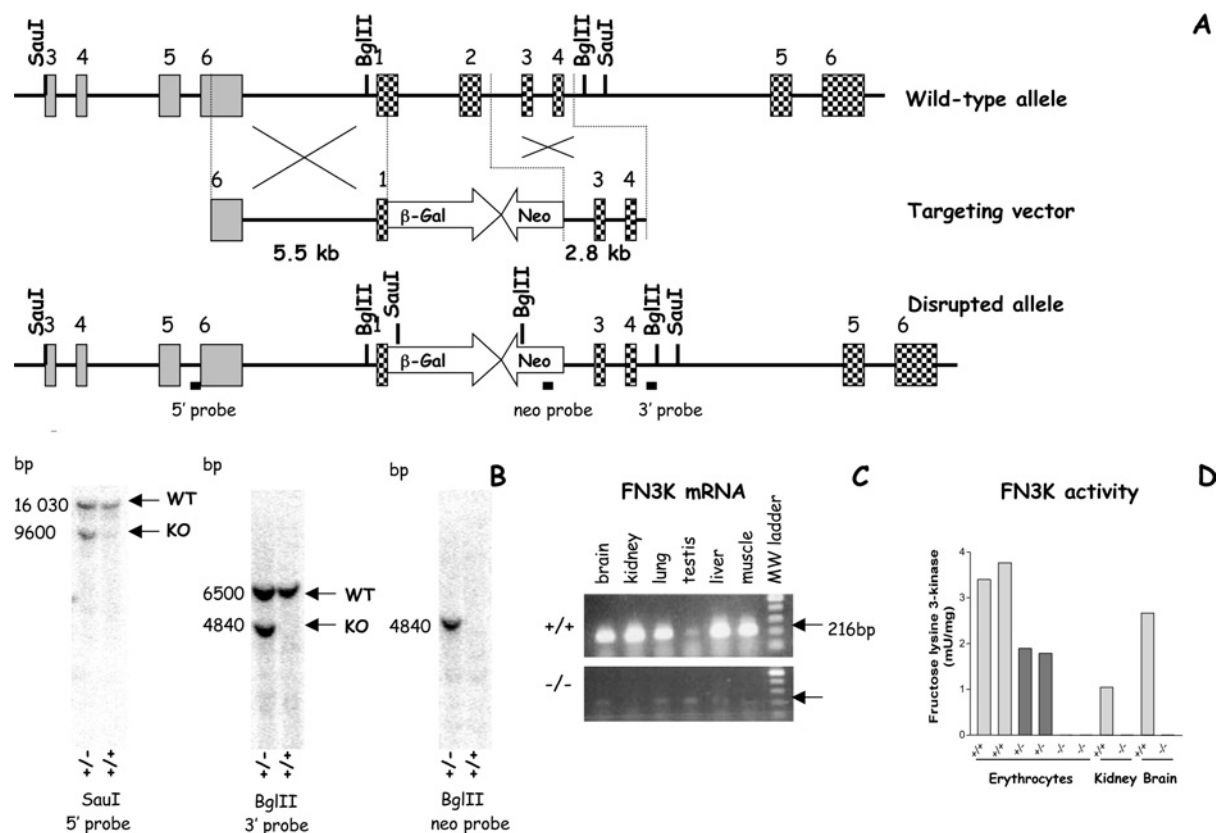 A
SauI BglII BglII SauI
3 4 5 6 1 2 3 4 5 6
Wild-type allele
6 1 3 4
β-Gal Neo
Targeting vector
5.5 kb 2.8 kb
SauI BglII SauI BglII BglII SauI
Disrupted allele
3 4 5 6 1 3 4 5 6
β-Gal Neo
5' probe neo probe 3' probe
B
bp
16 030 WT
9600 KO
+/- +/+
SauI
5' probe
bp
6500 WT
4840 KO
+/- +/+
BglII
3' probe
bp
4840
+/- +/+
BglII
neo probe
C
FN3K mRNA
brain kidney lung testis liver muscle MW ladder
+/+ 216bp
-/-
D
FN3K activity
Fructose lysine 3-kinase
(mU/mg)
4
3
2
1
0
+/+ +/+ +/- +/- -/- -/- +/+ -/- +/+ -/-
Erythrocytes Kidney Brain